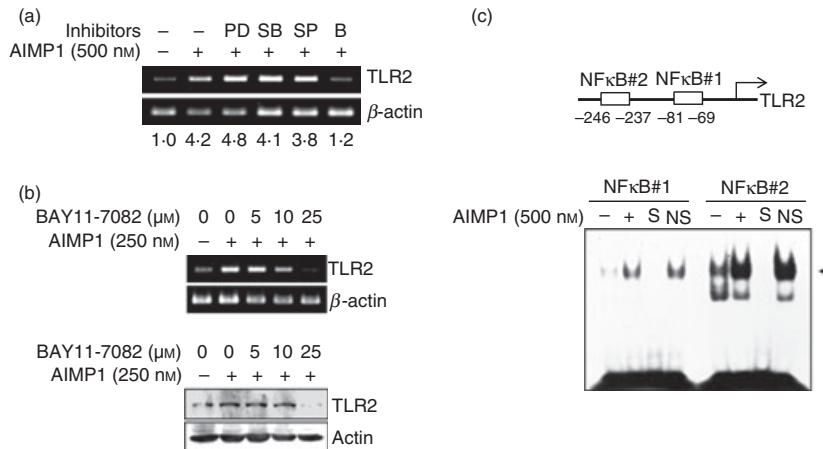 (a)
Inhibitors – – PD SB SP B
AIMP1 (500 nM) – + + + + +
TLR2
β-actin
1·0 4·2 4·8 4·1 3·8 1·2
(b)
BAY11-7082 (μM) 0 0 5 10 25
AIMP1 (250 nM) – + + + +
TLR2
β-actin
BAY11-7082 (μM) 0 0 5 10 25
AIMP1 (250 nM) – + + + +
TLR2
Actin
(c)
NFκB#2 NFκB#1
TLR2
–246 –237 –81 –69
NFκB#1 NFκB#2
AIMP1 (500 nM) – + S NS – + S NS